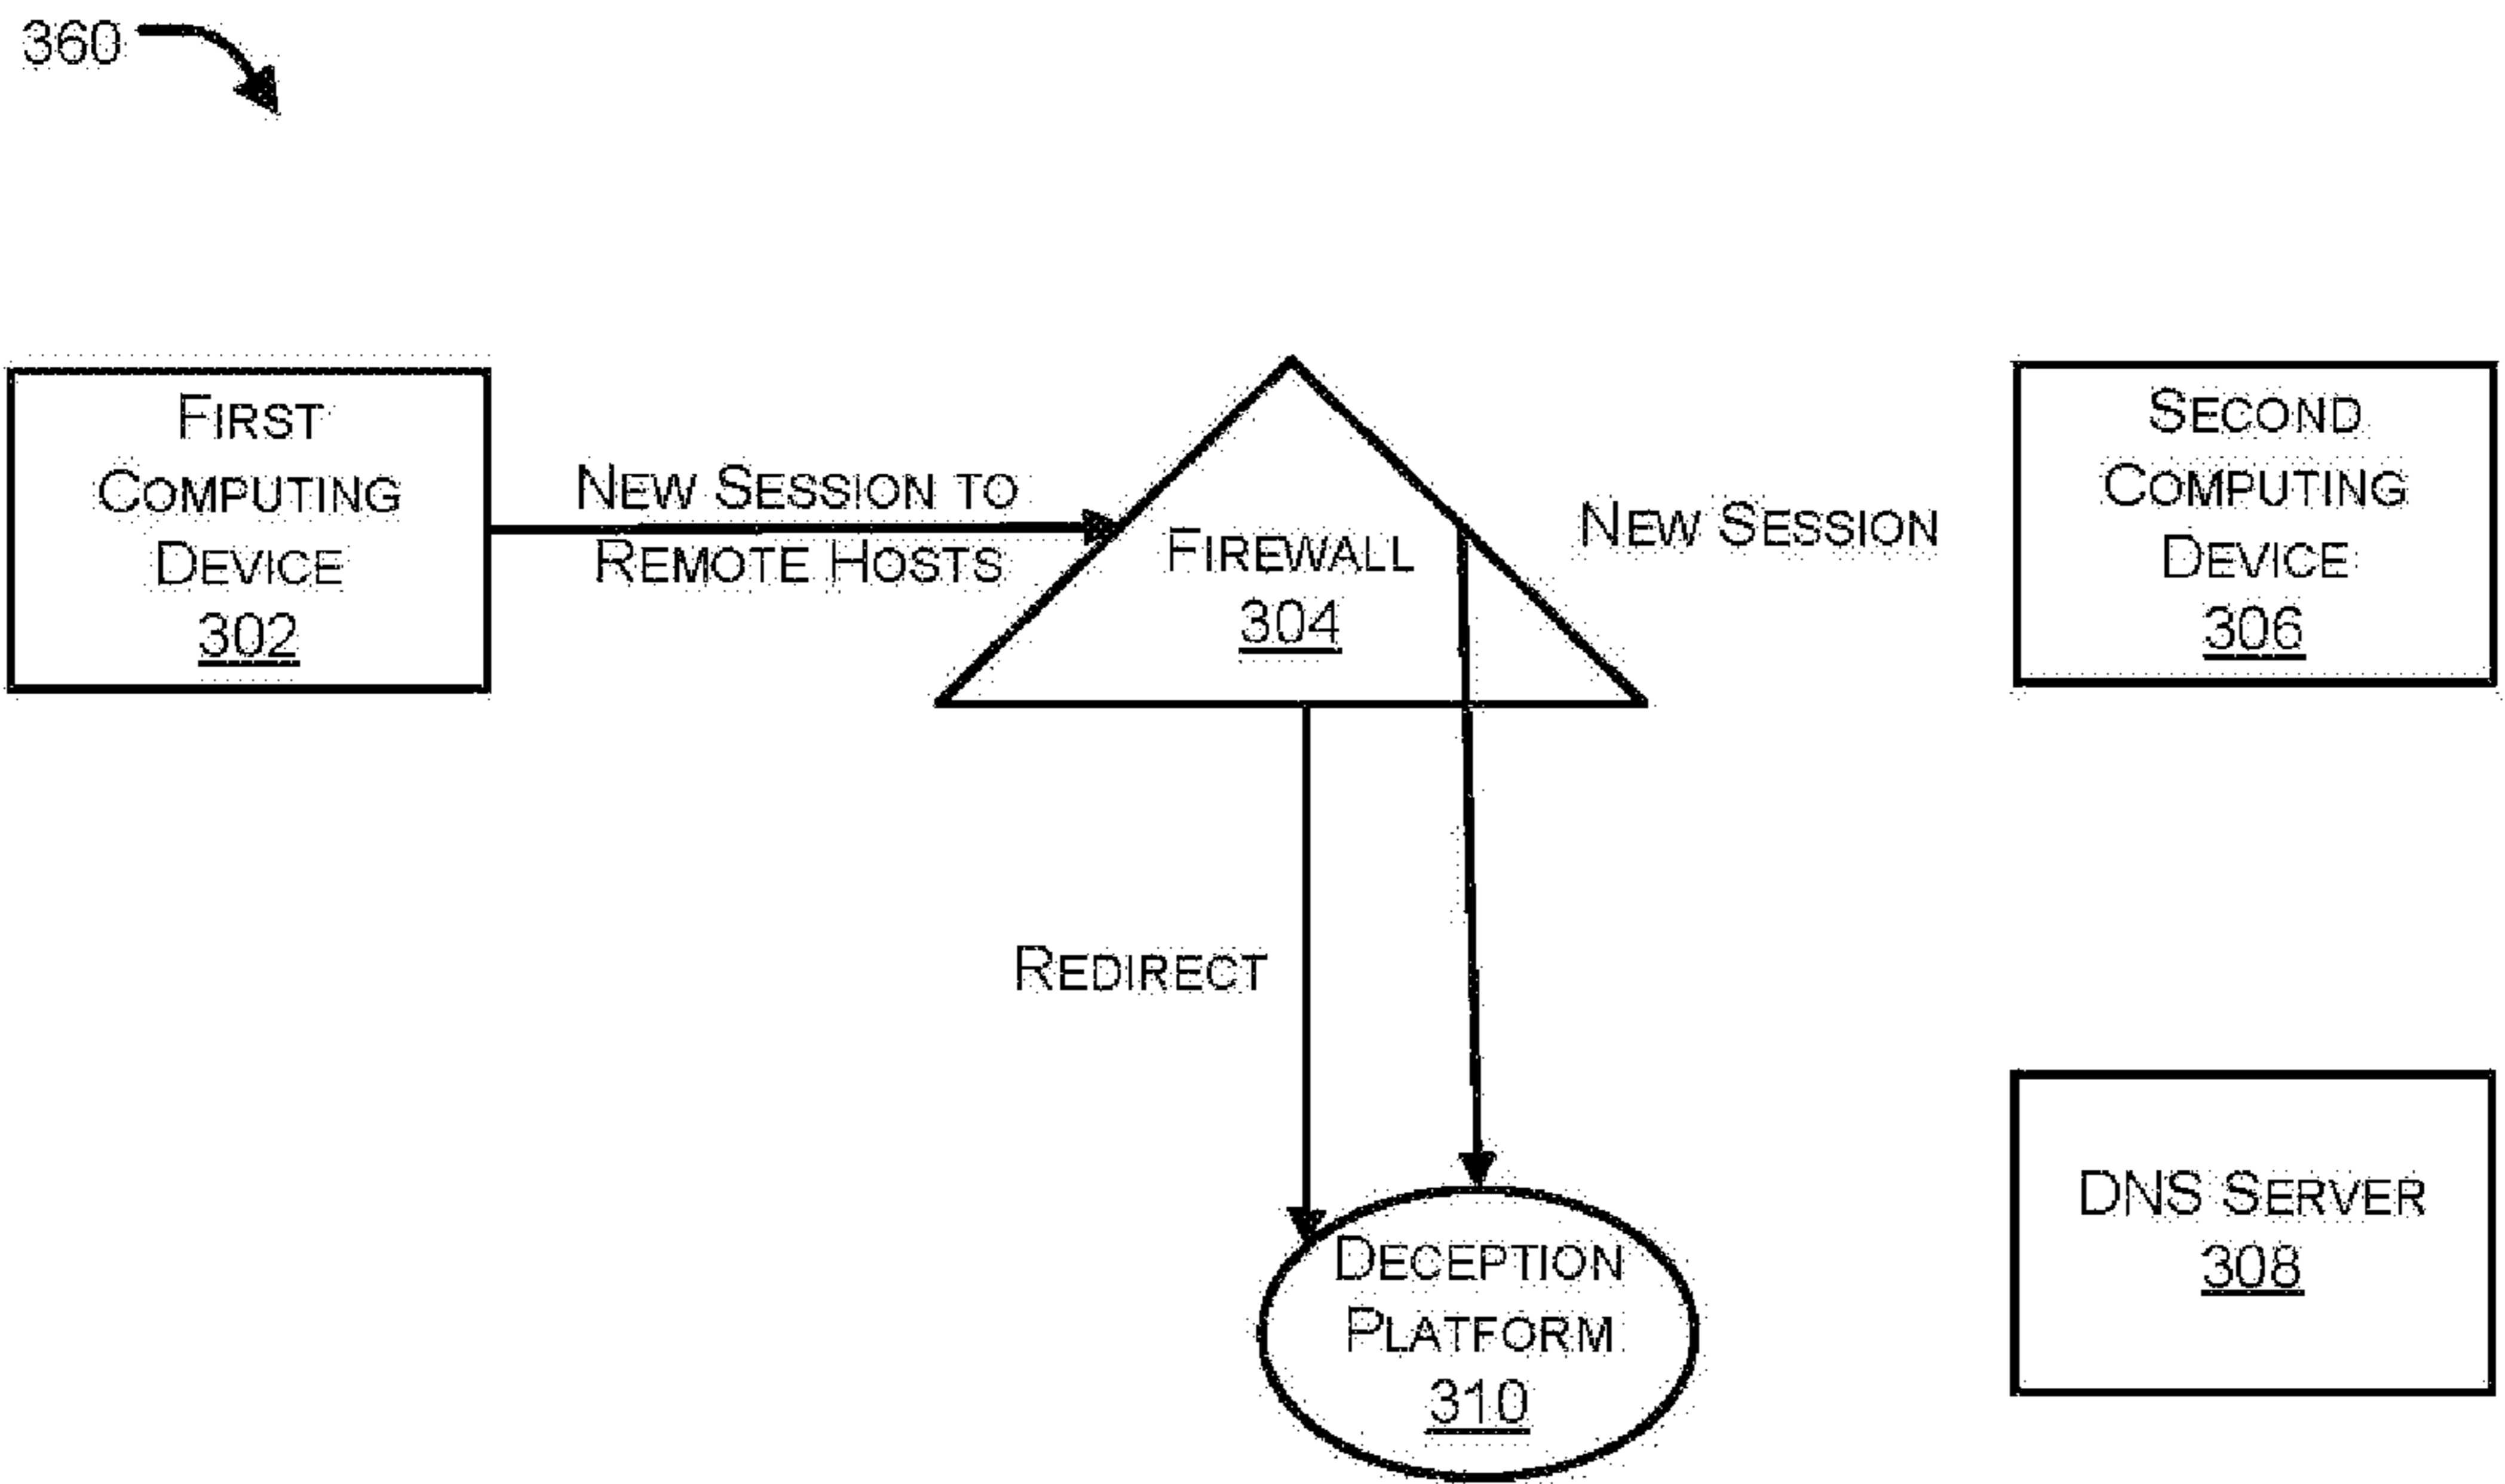 360
FIRST
COMPUTING
DEVICE
302
NEW SESSION TO
REMOTE HOSTS
FIREWALL
304
NEW SESSION
SECOND
COMPUTING
DEVICE
306
REDIRECT
DECEPTION
PLATFORM
310
DNS SERVER
308